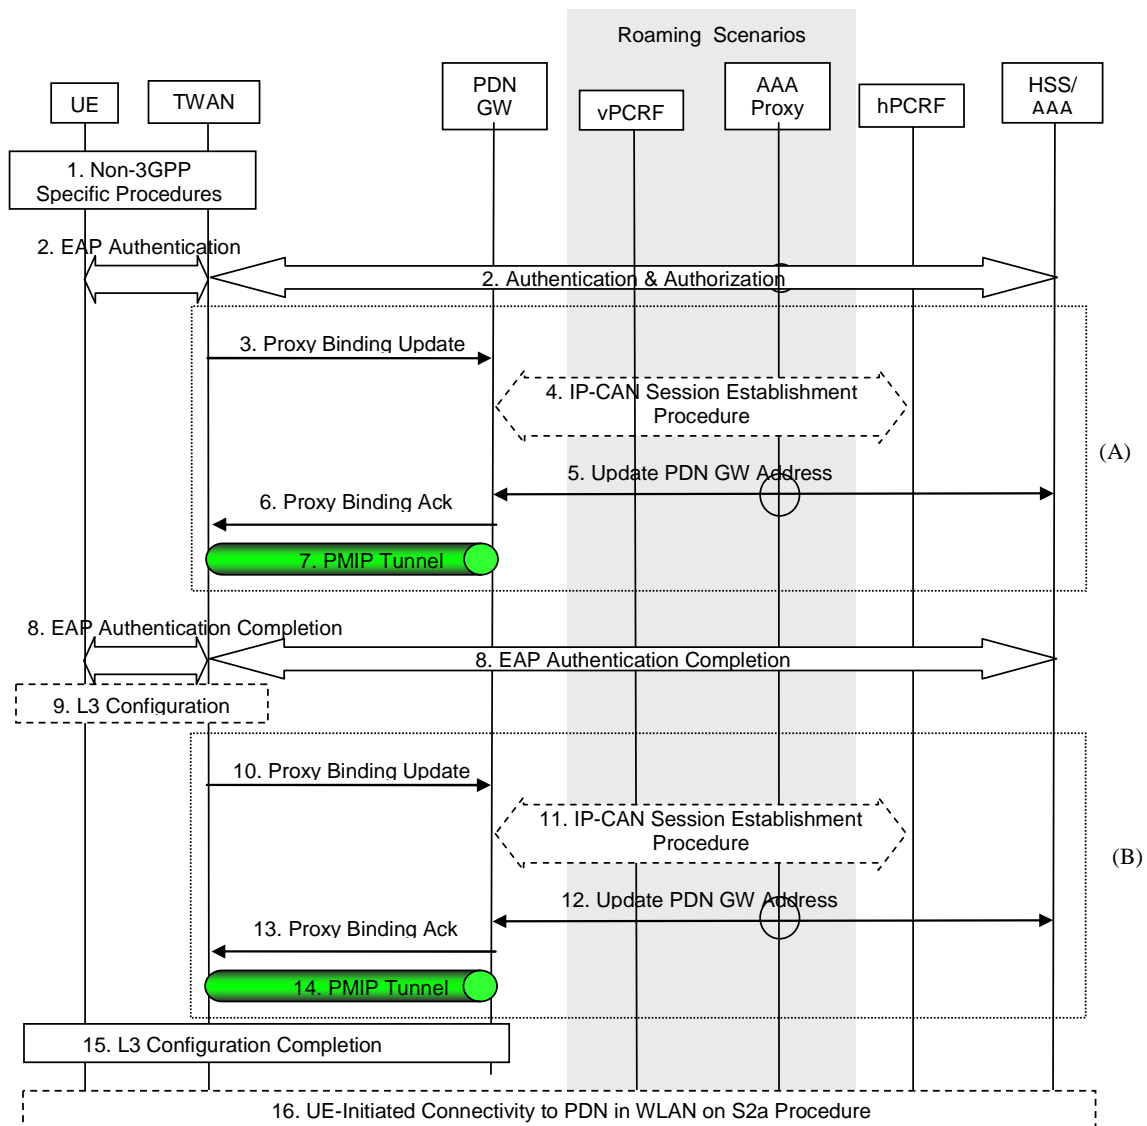 Roaming Scenarios
UE
TWAN
PDN
GW
vPCRF
AAA
Proxy
hPCRF
HSS/
AAA
1. Non-3GPP
Specific Procedures
2. EAP Authentication
2. Authentication & Authorization
3. Proxy Binding Update
4. IP-CAN Session Establishment
Procedure
(A)
5. Update PDN GW Address
6. Proxy Binding Ack
7. PMIP Tunnel
8. EAP Authentication Completion
8. EAP Authentication Completion
9. L3 Configuration
10. Proxy Binding Update
11. IP-CAN Session Establishment
Procedure
(B)
12. Update PDN GW Address
13. Proxy Binding Ack
14. PMIP Tunnel
15. L3 Configuration Completion
16. UE-Initiated Connectivity to PDN in WLAN on S2a Procedure